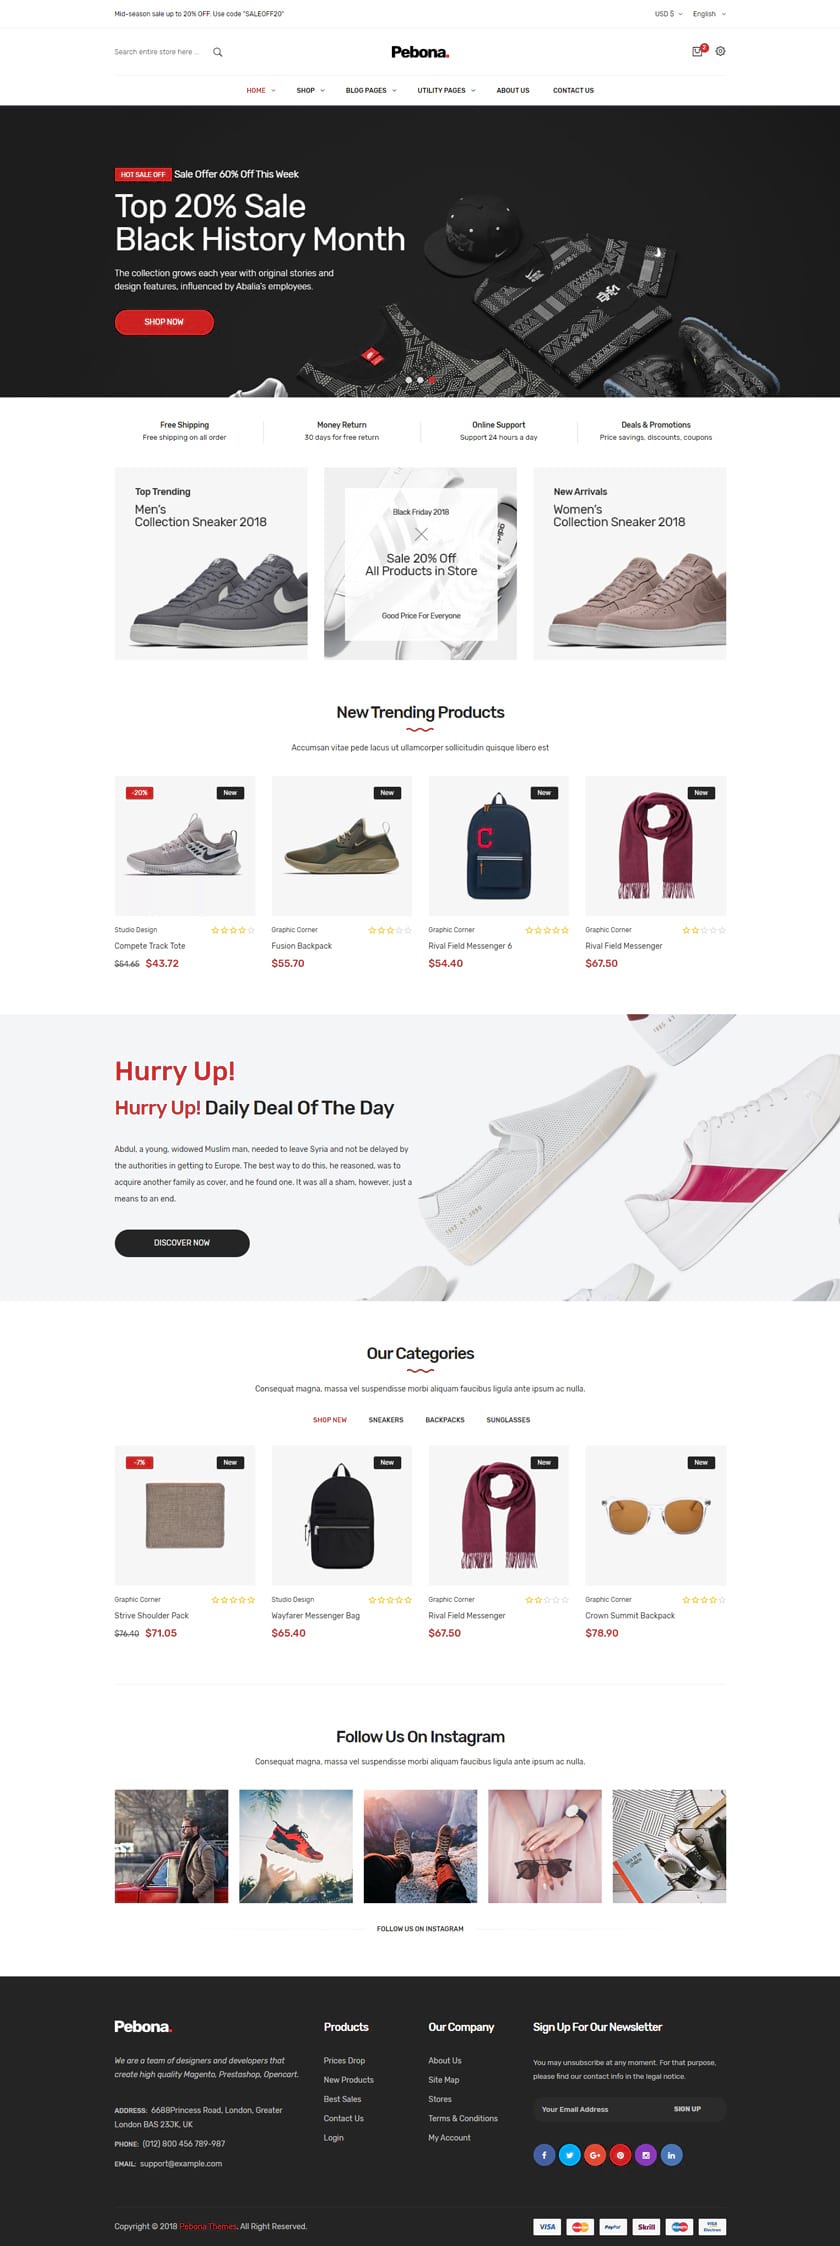 Mid-season sale up to 20% OFF. Use code "SALEOFF20"
USD $
English
Search entire store here ...
Pebona.
2
HOME
SHOP
BLOG PAGES
UTILITY PAGES
ABOUT US
CONTACT US
HOT SALE OFF
Sale Offer 60% Off This Week
Top 20% Sale
Black History Month
The collection grows each year with original stories and
design features, influenced by Abalia's employees.
SHOP NOW
Free Shipping
Free shipping on all order
Money Return
30 days for free return
Online Support
Support 24 hours a day
Deals & Promotions
Price savings, discounts, coupons
Top Trending
Men's
Collection Sneaker 2018
Black Friday 2018
Sale 20% Off
All Products in Store
Good Price For Everyone
New Arrivals
Women's
Collection Sneaker 2018
New Trending Products
Accumsan vitae pede lacus ut ullamcorper sollicitudin quisque libero est
-20%
New
New
New
C
New
Studio Design
Compete Track Tote
$54.65 $43.72
Graphic Corner
Fusion Backpack
$55.70
Graphic Corner
Rival Field Messenger 6
$54.40
Graphic Corner
Rival Field Messenger
$67.50
Hurry Up!
Hurry Up! Daily Deal Of The Day
Abdul, a young, widowed Muslim man, needed to leave Syria and not be delayed by
the authorities in getting to Europe. The best way to do this, he reasoned, was to
acquire another family as cover, and he found one. It was all a sham, however, just a
means to an end.
DISCOVER NOW
Our Categories
Consequat magna, massa vel suspendisse morbi aliquam faucibus ligula ante ipsum ac nulla.
SHOP NEW
SNEAKERS
BACKPACKS
SUNGLASSES
-7%
New
New
New
New
Graphic Corner
Strive Shoulder Pack
$76.40 $71.05
Studio Design
Wayfarer Messenger Bag
$65.40
Graphic Corner
Rival Field Messenger
$67.50
Graphic Corner
Crown Summit Backpack
$78.90
Follow Us On Instagram
Consequat magna, massa vel suspendisse morbi aliquam faucibus ligula ante ipsum ac nulla.
FOLLOW US ON INSTAGRAM
Pebona.
We are a team of designers and developers that
create high quality Magento, Prestashop, Opencart.
ADDRESS: 6688Princess Road, London, Greater
London BAS 23JK, UK
PHONE: (012) 800 456 789-987
EMAIL: support@example.com
Products
Prices Drop
New Products
Best Sales
Contact Us
Login
Our Company
About Us
Site Map
Stores
Terms & Conditions
My Account
Sign Up For Our Newsletter
You may unsubscribe at any moment. For that purpose,
please find our contact info in the legal notice.
Your Email Address
SIGN UP
Copyright © 2018 Pebona Themes. All Right Reserved.
VISA
PayPal
Skrill
VISA
Electron